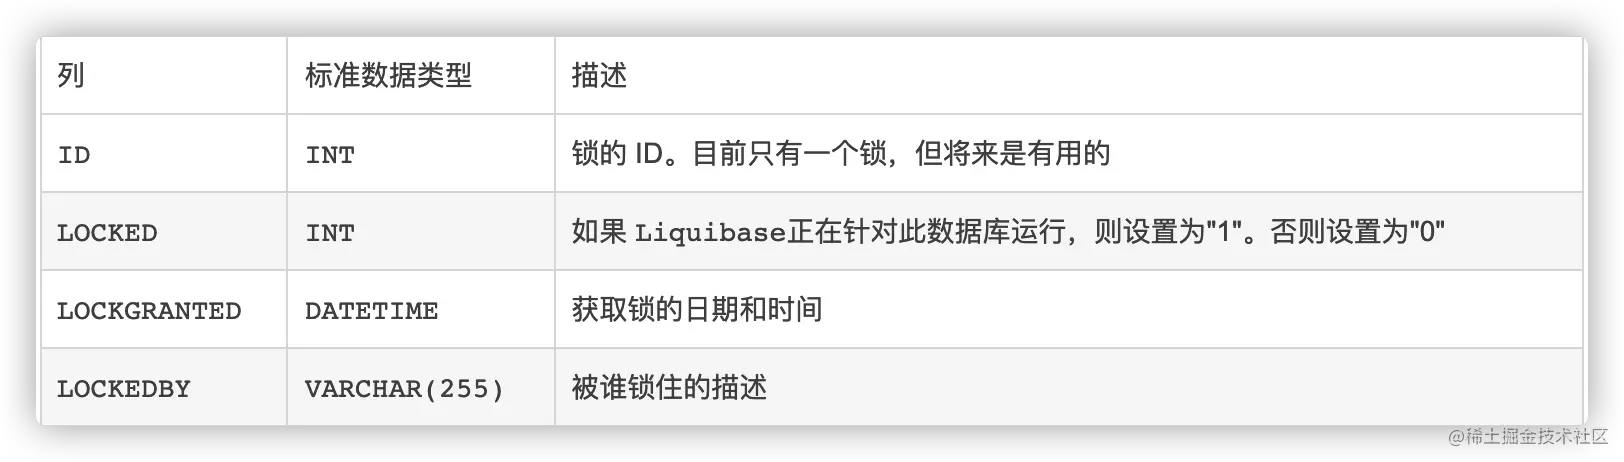 列 标准数据类型 描述
ID INT 锁的 ID。目前只有一个锁，但将来是有用的
LOCKED INT 如果 Liquibase正在针对此数据库运行，则设置为"1"。否则设置为"0"
LOCKGRANTED DATETIME 获取锁的日期和时间
LOCKEDBY VARCHAR(255) 被谁锁住的描述
@稀土掘金技术社区